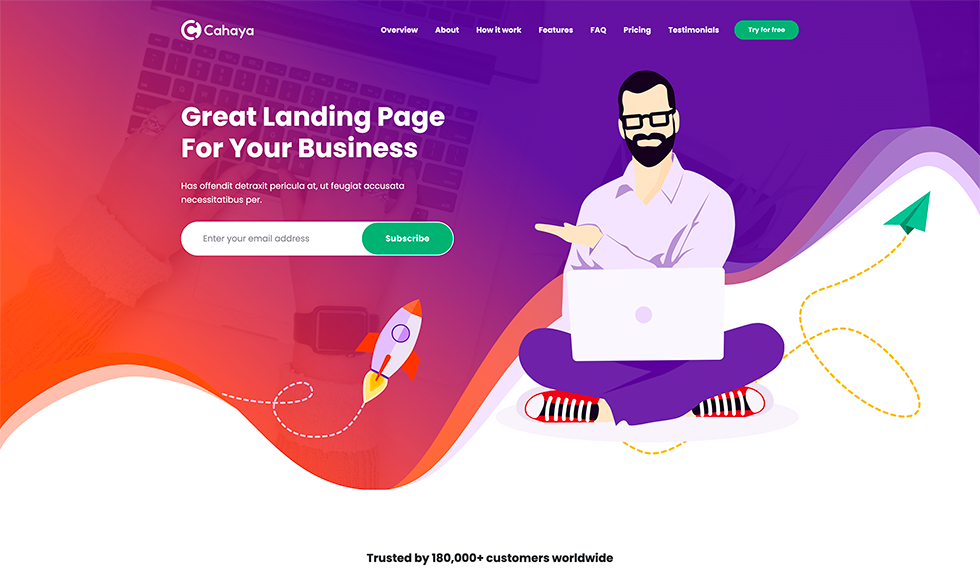 Cahaya
Overview About How it work Features FAQ Pricing Testimonials Try for free
Great Landing Page
For Your Business
Has offendit detraxit pericula at, ut feugiat accusata
necessitatibus per.
Enter your email address Subscribe
Trusted by 180,000+ customers worldwide